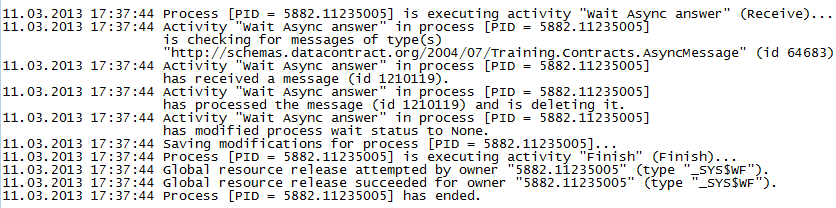 11.03.2013 17:37:44 Process [PID = 5882.11235005] is executing activity "Wait Async answer" (Receive)...
11.03.2013 17:37:44 Activity "Wait Async answer" in process [PID = 5882.11235005]
is checking for messages of type(s)
"http://schemas.datacontract.org/2004/07/Training.Contracts.AsyncMessage" (id 64683)
11.03.2013 17:37:44 Activity "Wait Async answer" in process [PID = 5882.11235005]
has received a message (id 1210119).
11.03.2013 17:37:44 Activity "Wait Async answer" in process [PID = 5882.11235005]
has processed the message (id 1210119) and is deleting it.
11.03.2013 17:37:44 Activity "Wait Async answer" in process [PID = 5882.11235005]
has modified process wait status to None.
11.03.2013 17:37:44 Saving modifications for process [PID = 5882.11235005]...
11.03.2013 17:37:44 Process [PID = 5882.11235005] is executing activity "Finish" (Finish)...
11.03.2013 17:37:44 Global resource release attempted by owner "5882.11235005" (type "_SYS$WF").
11.03.2013 17:37:44 Global resource release succeeded for owner "5882.11235005" (type "_SYS$WF").
11.03.2013 17:37:44 Process [PID = 5882.11235005] has ended.